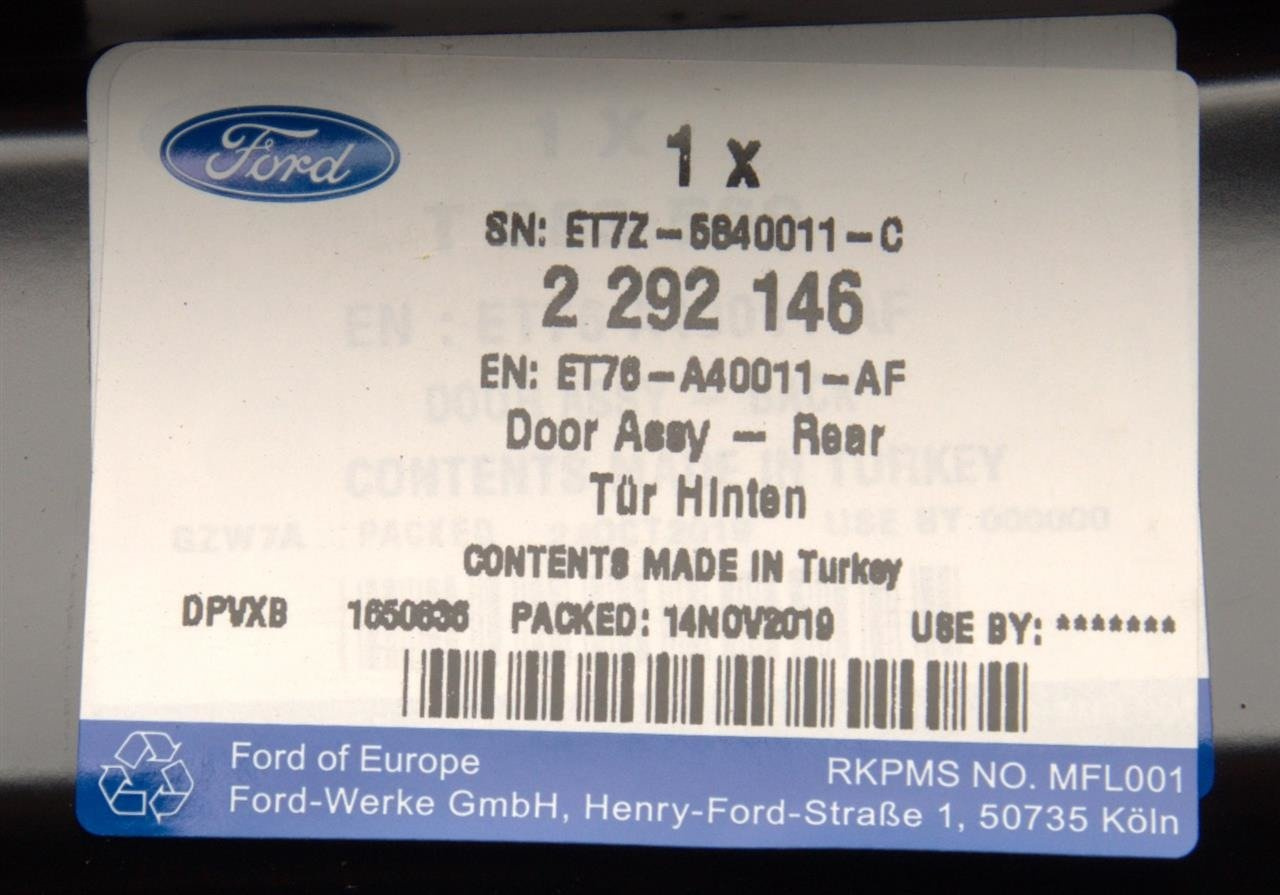 Ford
1 x
SN: ET7Z-5840011-C
2 292 146
EN: ET76-A40011-AF
Door Assy - Rear
Tür Hinten
CONTENTS MADE IN Turkey
DPVXB 1650636 PACKED: 14NOV2019 USE BY: *******
Ford of Europe
RKPMS NO. MFL001
Ford-Werke GmbH, Henry-Ford-Straße 1, 50735 Köln